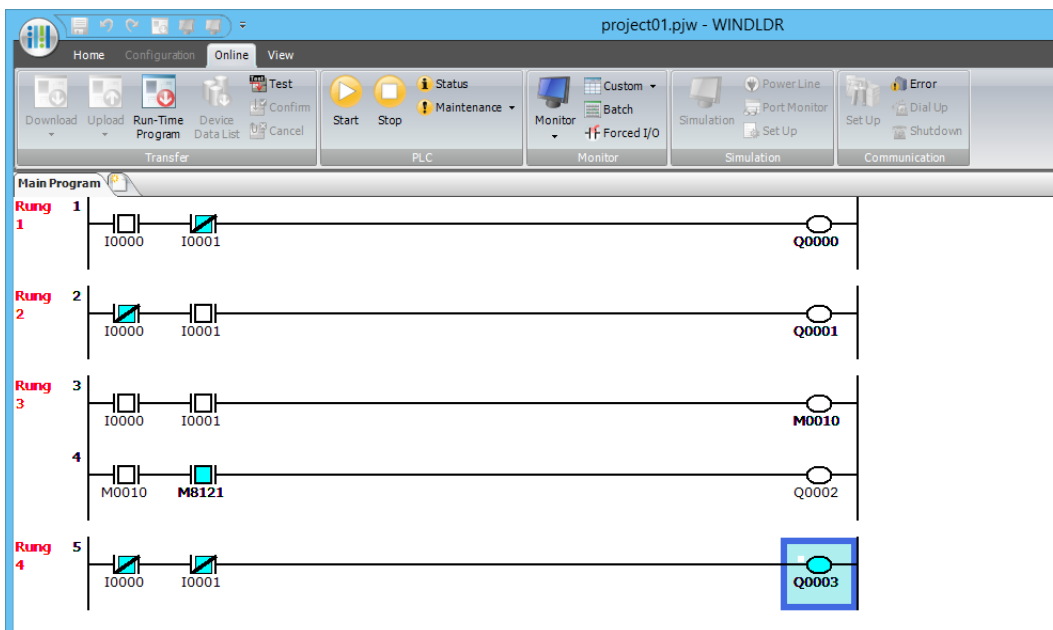 project01.pjw - WINDLDR
Home Configuration Online View
Download Upload Run-Time Program Device Data List Test Confirm Cancel
Transfer
Start Stop Status Maintenance
PLC
Monitor Custom Batch Forced I/O
Monitor
Simulation Power Line Port Monitor Set Up
Simulation
Set Up Error Dial Up Shutdown
Communication
Main Program
Rung 1
1
I0000 I0001 Q0000
Rung 2
2
I0000 I0001 Q0001
Rung 3
3
I0000 I0001 M0010
4
M0010 M8121 Q0002
Rung 5
4
I0000 I0001 Q0003